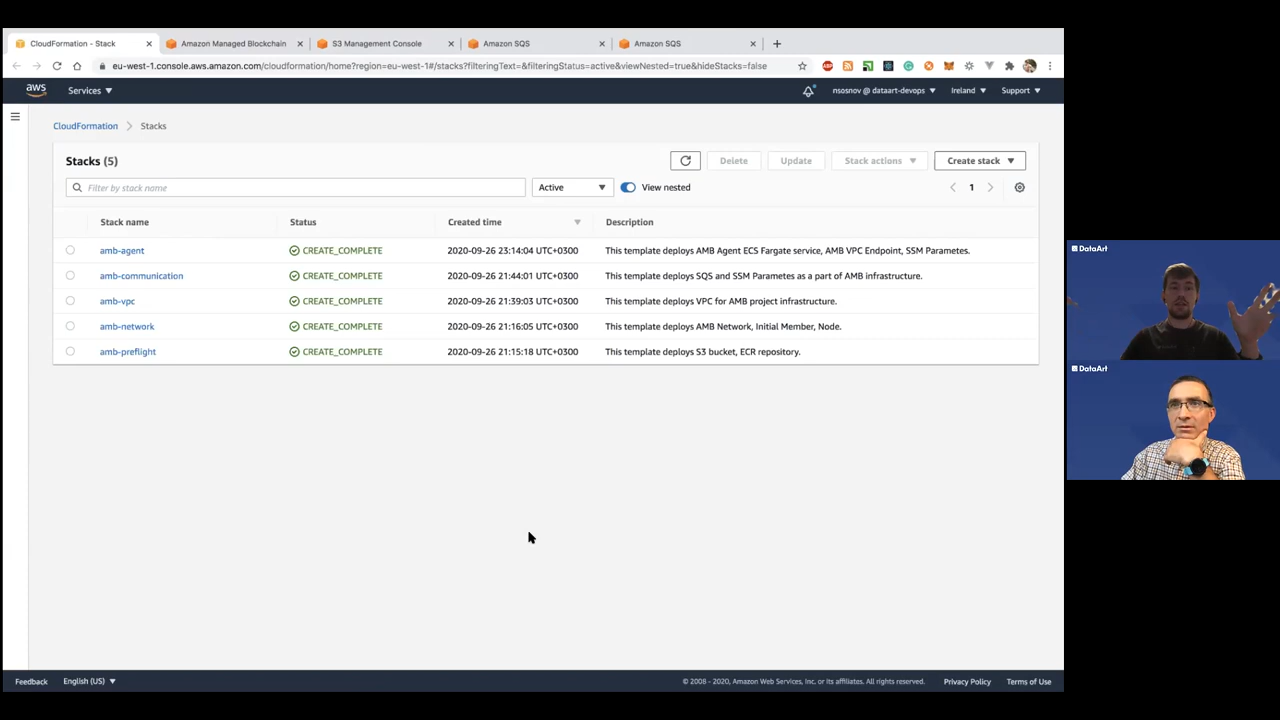 CloudFormation - Stack
Amazon Managed Blockchain
S3 Management Console
Amazon SQS
Amazon SQS
eu-west-1.console.aws.amazon.com/cloudformation/home?region=eu-west-1#/stacks?filteringText=&filteringStatus=active&viewNested=true&hideStacks=false
ABP
aws Services nsosnov @ dataart-devops Ireland Support
CloudFormation Stacks
Stacks (5) Delete Update Stack actions Create stack
Filter by stack name Active View nested 1
Stack name Status Created time Description
amb-agent CREATE_COMPLETE 2020-09-26 23:14:04 UTC+0300 This template deploys AMB Agent ECS Fargate service, AMB VPC Endpoint, SSM Parametes.
amb-communication CREATE_COMPLETE 2020-09-26 21:44:01 UTC+0300 This template deploys SQS and SSM Parametes as a part of AMB infrastructure.
amb-vpc CREATE_COMPLETE 2020-09-26 21:39:03 UTC+0300 This template deploys VPC for AMB project infrastructure.
amb-network CREATE_COMPLETE 2020-09-26 21:16:05 UTC+0300 This template deploys AMB Network, Initial Member, Node.
amb-preflight CREATE_COMPLETE 2020-09-26 21:15:18 UTC+0300 This template deploys S3 bucket, ECR repository.
DataArt
DataArt
Feedback English (US) © 2008 - 2020, Amazon Web Services, Inc. or its affiliates. All rights reserved. Privacy Policy Terms of Use